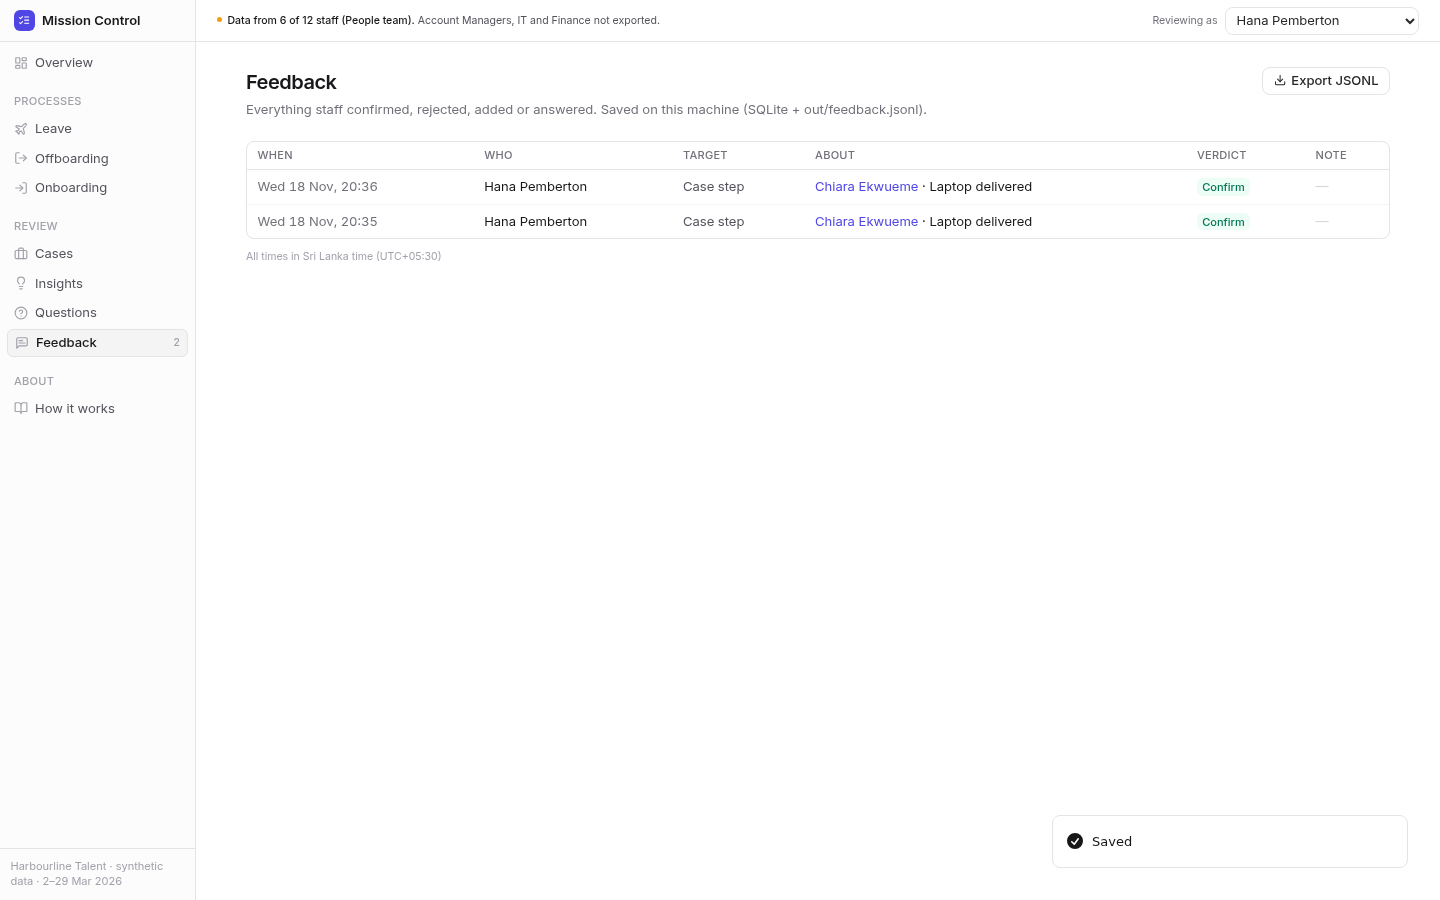 Mission Control
Data from 6 of 12 staff (People team). Account Managers, IT and Finance not exported.
Reviewing as
Hana Pemberton
Overview
PROCESSES
Leave
Offboarding
Onboarding
REVIEW
Cases
Insights
Questions
Feedback 2
ABOUT
How it works
Harbourline Talent · synthetic
data · 2–29 Mar 2026
Feedback
Export JSONL
Everything staff confirmed, rejected, added or answered. Saved on this machine (SQLite + out/feedback.jsonl).
WHEN WHO TARGET ABOUT VERDICT NOTE
Wed 18 Nov, 20:36 Hana Pemberton Case step Chiara Ekwueme · Laptop delivered Confirm —
Wed 18 Nov, 20:35 Hana Pemberton Case step Chiara Ekwueme · Laptop delivered Confirm —
All times in Sri Lanka time (UTC+05:30)
Saved